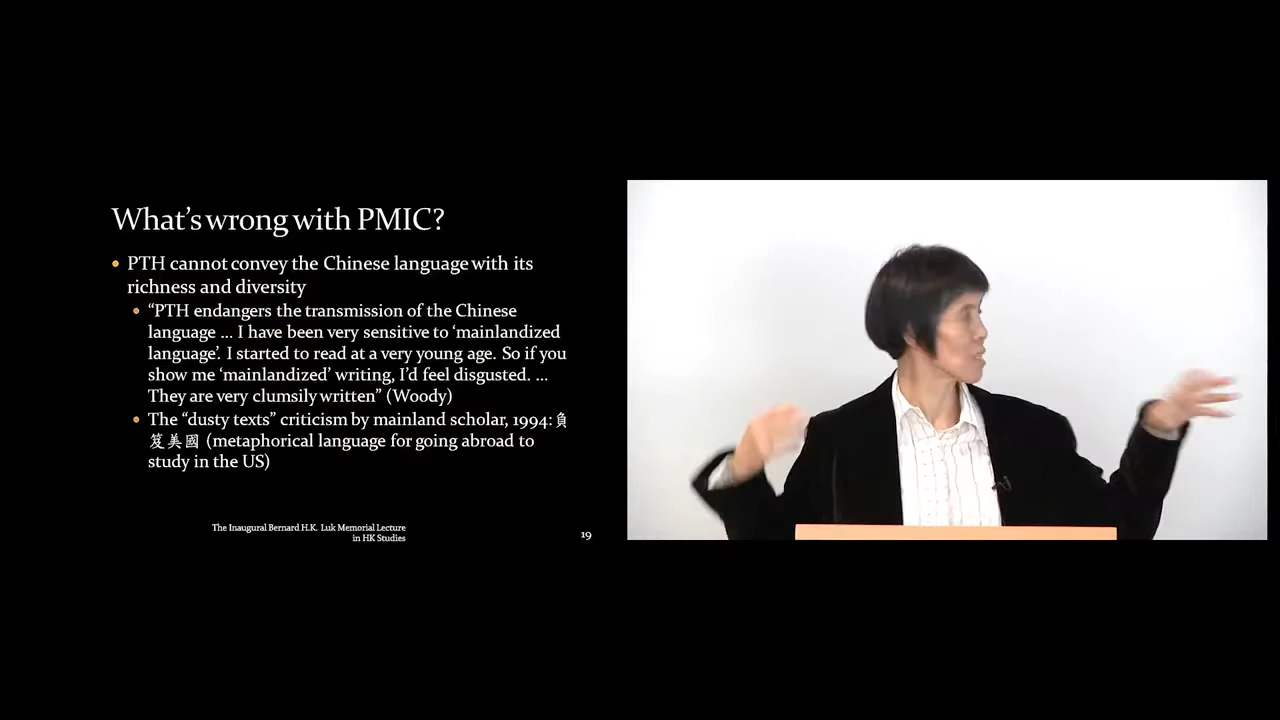 What's wrong with PMIC?
PTH cannot convey the Chinese language with its
richness and diversity
“PTH endangers the transmission of the Chinese
language ... I have been very sensitive to ‘mainlandized
language’. I started to read at a very young age. So if you
show me ‘mainlandized’ writing, I’d feel disgusted. ...
They are very clumsily written” (Woody)
The “dusty texts” criticism by mainland scholar, 1994: 負
笈美國 (metaphorical language for going abroad to
study in the US)
The Inaugural Bernard H.K. Luk Memorial Lecture
in HK Studies
19